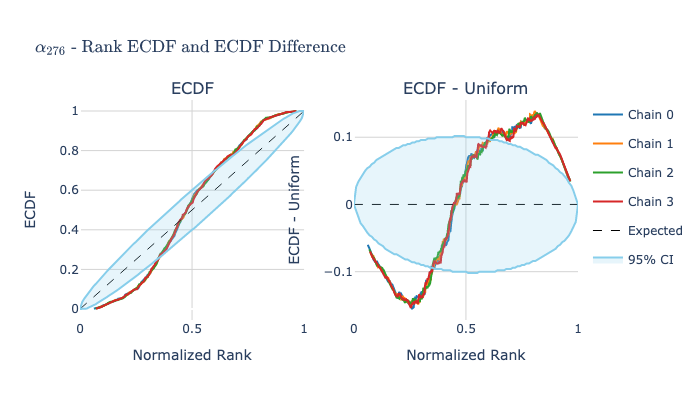 α₂₇₆ - Rank ECDF and ECDF Difference
ECDF
ECDF - Uniform
ECDF
1
0.8
0.6
0.4
0.2
0
0
0.5
1
Normalized Rank
ECDF - Uniform
0.1
0
−0.1
0
0.5
1
Normalized Rank
Chain 0
Chain 1
Chain 2
Chain 3
Expected
95% CI